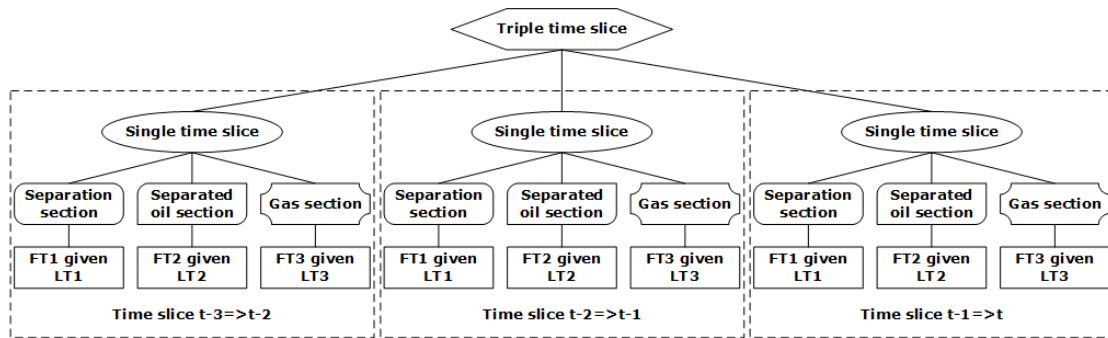 Triple time slice
Single time slice
Single time slice
Single time slice
Separation
section
Separated
oil section
Gas section
Separation
section
Separated
oil section
Gas section
Separation
section
Separated
oil section
Gas section
FT1 given
LT1
FT2 given
LT2
FT3 given
LT3
FT1 given
LT1
FT2 given
LT2
FT3 given
LT3
FT1 given
LT1
FT2 given
LT2
FT3 given
LT3
Time slice t-3=>t-2
Time slice t-2=>t-1
Time slice t-1=>t